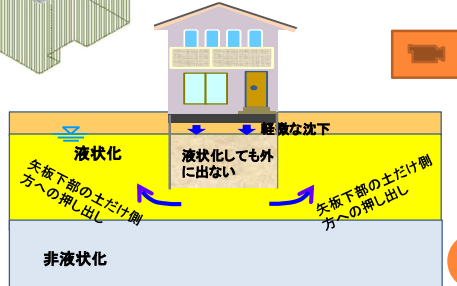 軽微な沈下
液状化
液状化しても外
に出ない
矢板下部の土だけ側
方への押し出し
矢板下部の土だけ側
方への押し出し
非液状化